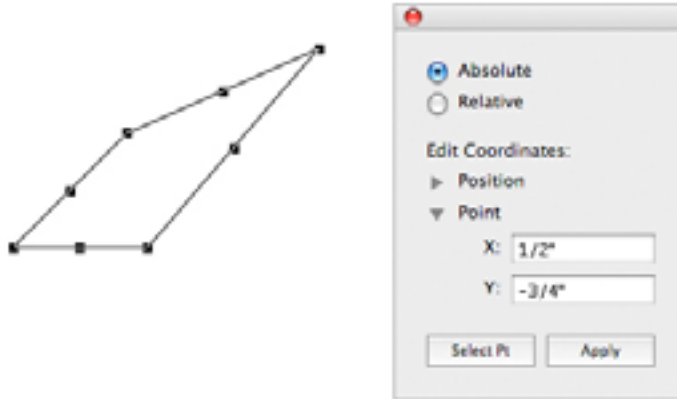 Absolute
Relative
Edit Coordinates:
Position
Point
X: 1/2"
Y: -3/4"
Select Pt Apply